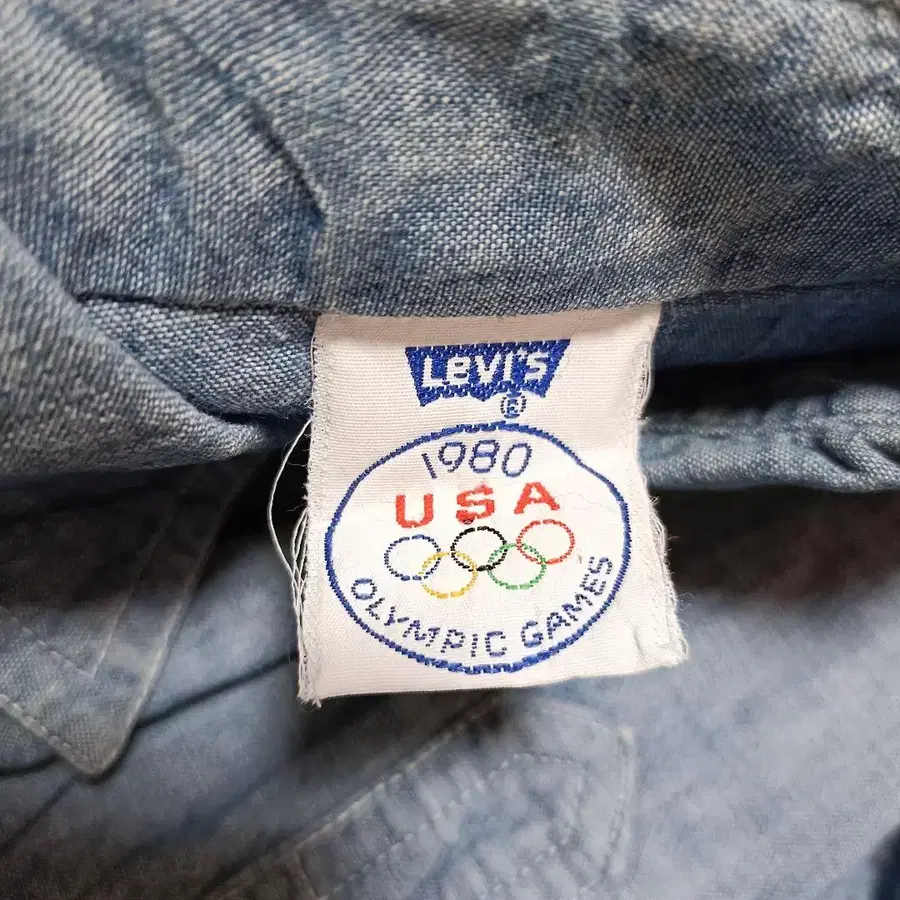 LEVI'S
®
1980
USA
OLYMPIC GAMES